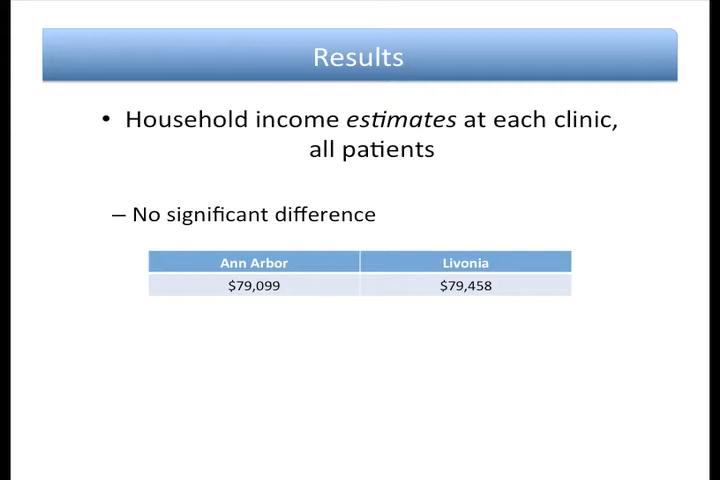 Results
• Household income estimates at each clinic,
all patients
– No significant difference
Ann Arbor Livonia
$79,099 $79,458